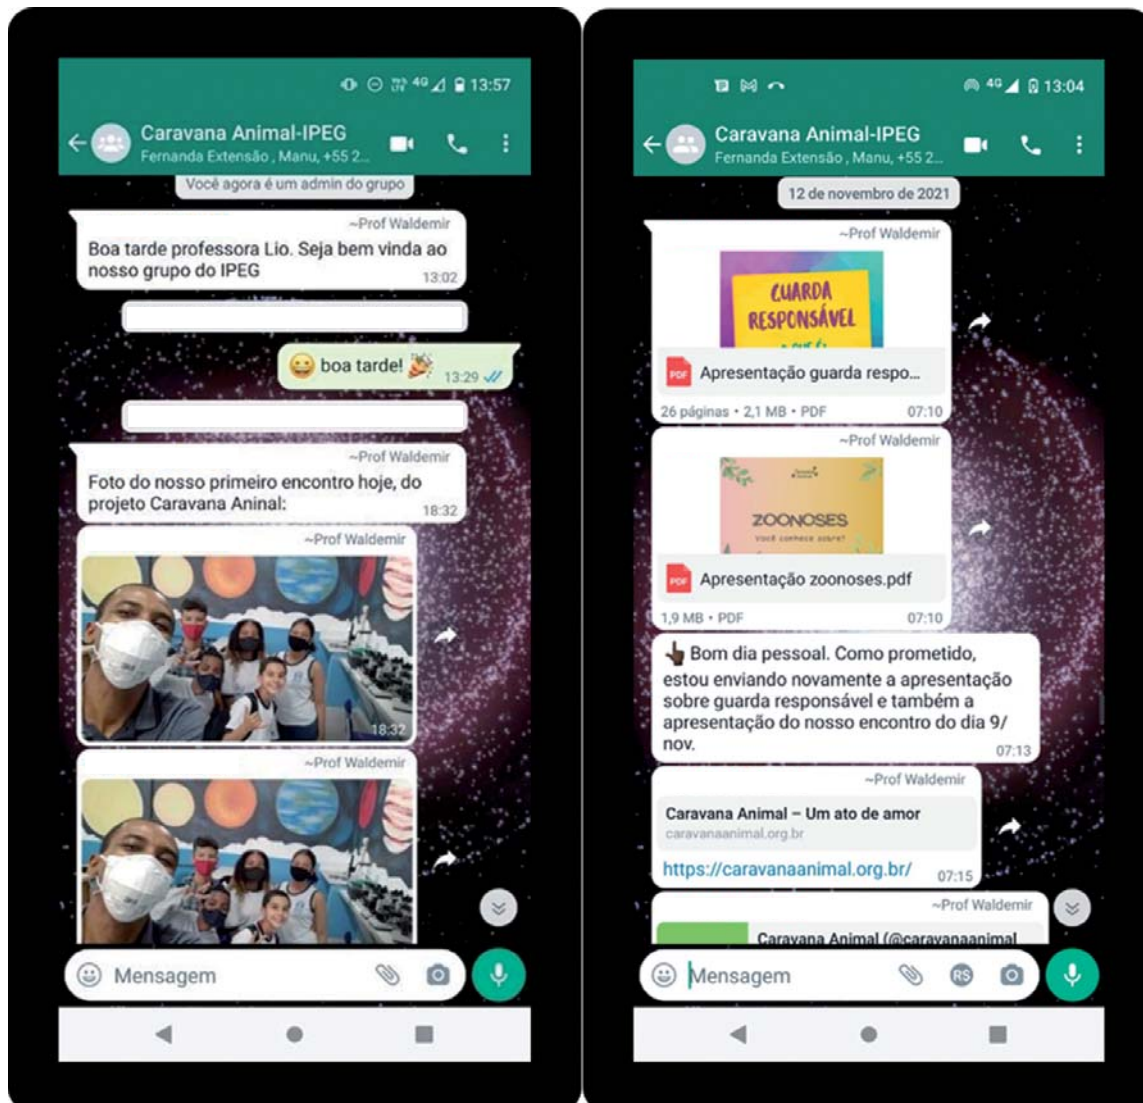 13:57
Caravana Animal-IPEG
Fernanda Extensão , Manu, +55 2...
Você agora é um admin do grupo
~Prof Waldemir
Boa tarde professora Lio. Seja bem vinda ao
nosso grupo do IPEG
13:02
boa tarde!
13:29
~Prof Waldemir
Foto do nosso primeiro encontro hoje, do
projeto Caravana Aninal:
18:32
~Prof Waldemir
18:32
~Prof Waldemir
Mensagem
4G
13:04
Caravana Animal-IPEG
Fernanda Extensão , Manu, +55 2...
12 de novembro de 2021
~Prof Waldemir
GUARDA
RESPONSÁVEL
PDF
Apresentação guarda respo...
26 páginas • 2,1 MB • PDF
07:10
~Prof Waldemir
ZOONOSES
Você conhece sobre?
PDF
Apresentação zoonoses.pdf
1,9 MB • PDF
07:10
Bom dia pessoal. Como prometido,
estou enviando novamente a apresentação
sobre guarda responsável e também a
apresentação do nosso encontro do dia 9/
nov.
07:13
~Prof Waldemir
Caravana Animal – Um ato de amor
caravanaanimal.org.br
https://caravanaanimal.org.br/
07:15
~Prof Waldemir
Caravana Animal (@caravanaanimal
Mensagem
R$